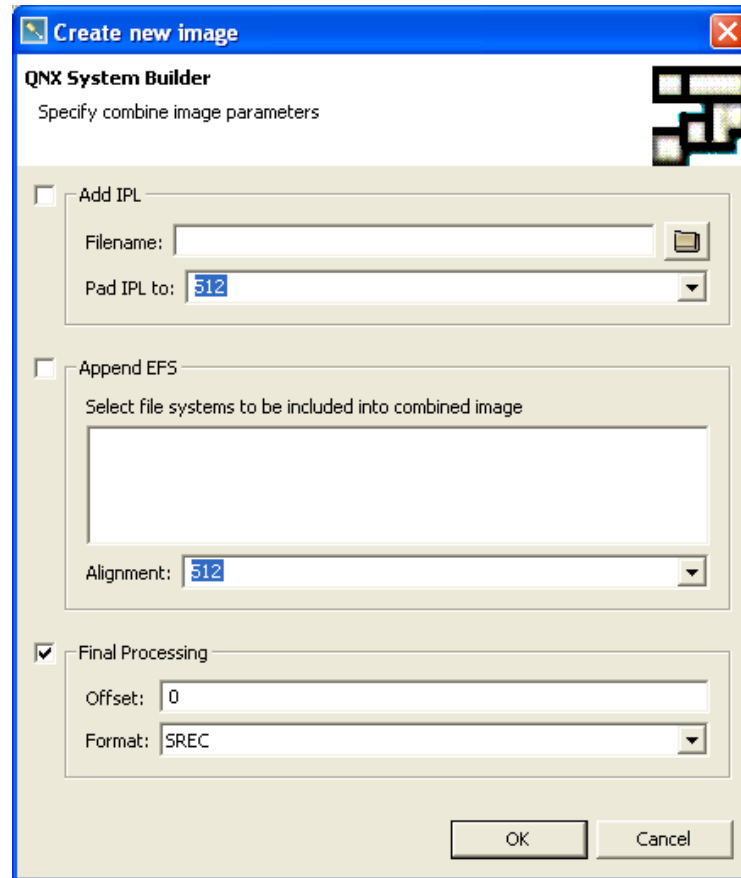 Create new image
QNX System Builder
Specify combine image parameters
Add IPL
Filename:
Pad IPL to: 512
Append EFS
Select file systems to be included into combined image
Alignment: 512
Final Processing
Offset: 0
Format: SREC
OK Cancel